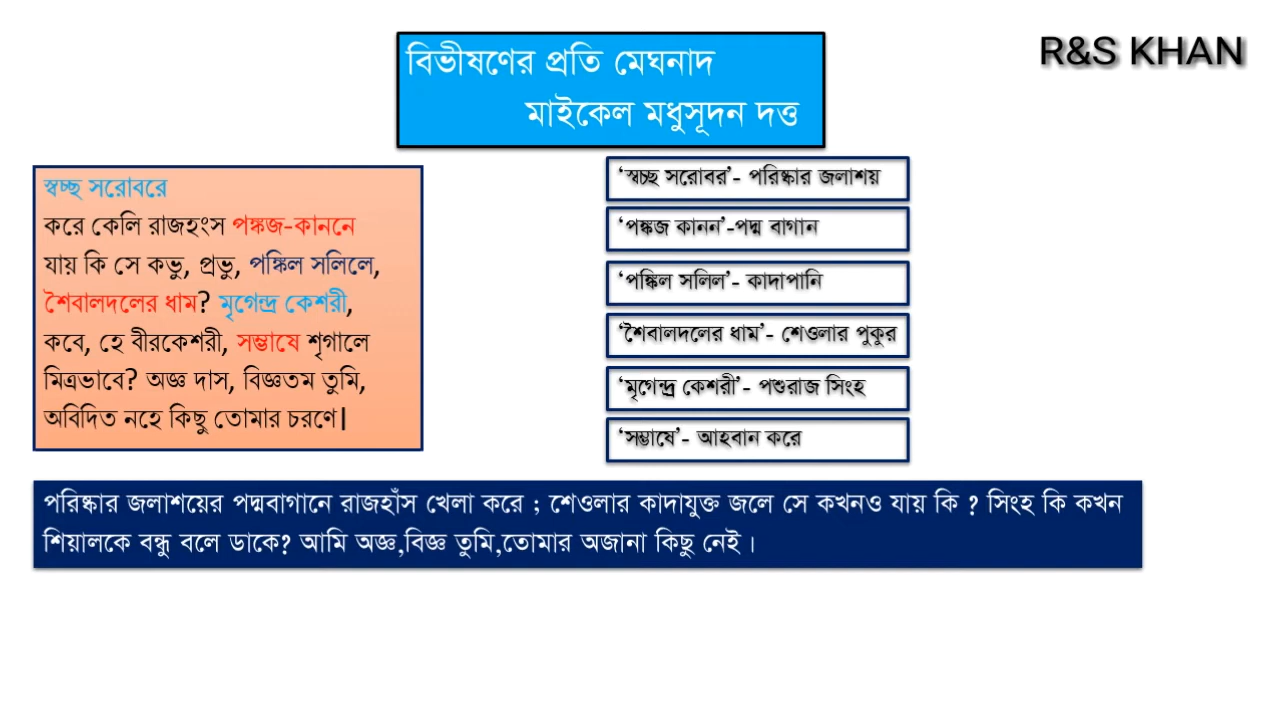 বিভীষণের প্রতি মেঘনাদ
মাইকেল মধুসূদন দত্ত
R&S KHAN
স্বচ্ছ সরোবরে
করে কেলি রাজহংস পঙ্কজ-কাননে
যায় কি সে কভু, প্রভু, পঙ্কিল সলিলে,
শৈবালদলের ধাম? মৃগেন্দ্র কেশরী,
কবে, হে বীরকেশরী, সম্ভাষে শৃগালে
মিত্রভাবে? অজ্ঞ দাস, বিজ্ঞতম তুমি,
অবিদিত নহে কিছু তোমার চরণে।
‘স্বচ্ছ সরোবর’- পরিষ্কার জলাশয়
‘পঙ্কজ কানন’-পদ্ম বাগান
‘পঙ্কিল সলিল’- কাদাপানি
‘শৈবালদলের ধাম’- শেওলার পুকুর
‘মৃগেন্দ্র কেশরী’- পশুরাজ সিংহ
‘সম্ভাষে’- আহবান করে
পরিষ্কার জলাশয়ের পদ্মবাগানে রাজহাঁস খেলা করে ; শেওলার কাদাযুক্ত জলে সে কখনও যায় কি ? সিংহ কি কখন
শিয়ালকে বন্ধু বলে ডাকে? আমি অজ্ঞ,বিজ্ঞ তুমি,তোমার অজানা কিছু নেই।